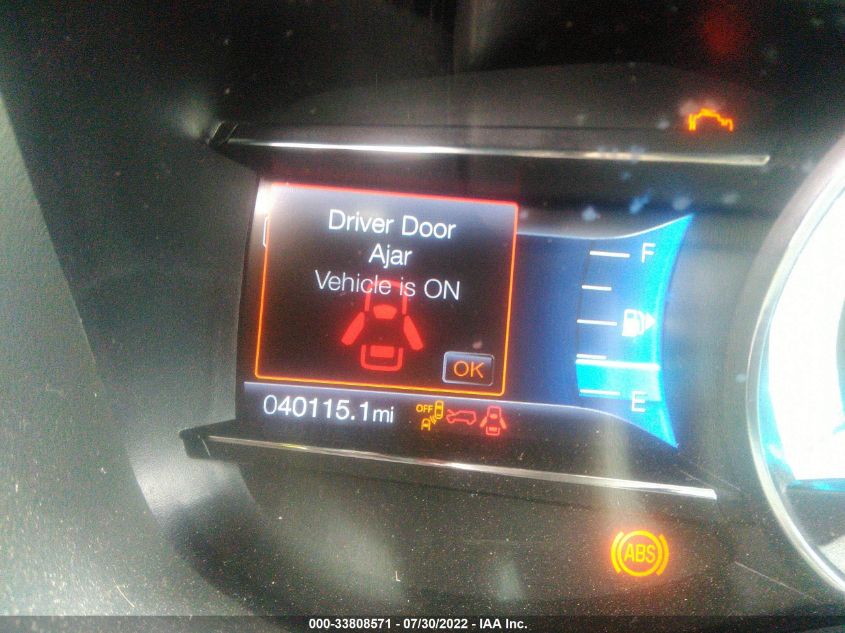 Driver Door
Ajar
Vehicle is ON
F
OK
E
040115.1mi
OFF
ABS
000-33808571 / 07/30/2022 - IAA Inc.